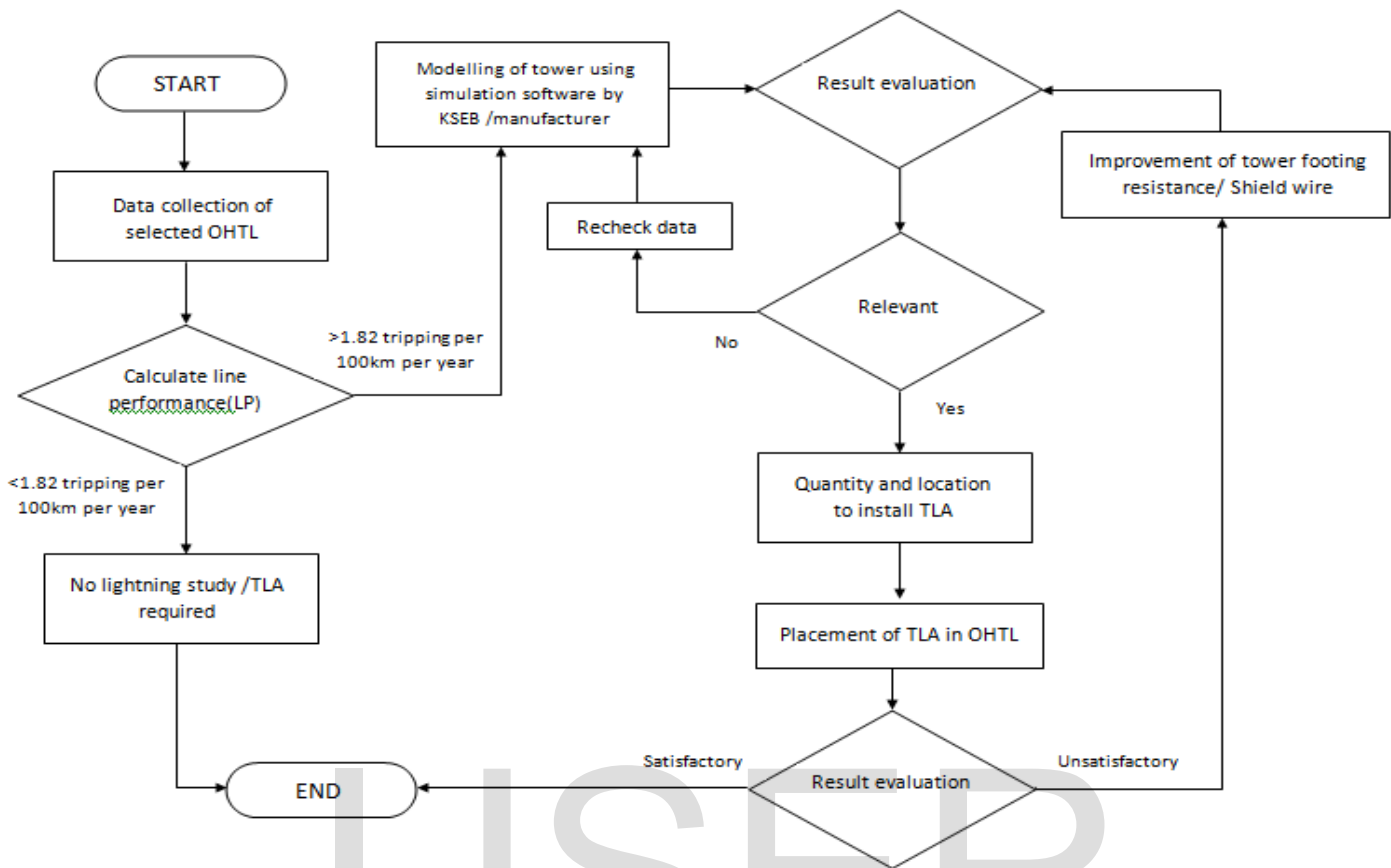 START
Data collection of
selected OHTL
Calculate line
performance(LP)
>1.82 tripping per
100km per year
<1.82 tripping per
100km per year
No lightning study /TLA
required
END
Modelling of tower using
simulation software by
KSEB /manufacturer
Recheck data
Result evaluation
Relevant
No
Yes
Quantity and location
to install TLA
Placement of TLA in OHTL
Result evaluation
Satisfactory
Unsatisfactory
Improvement of tower footing
resistance/ Shield wire